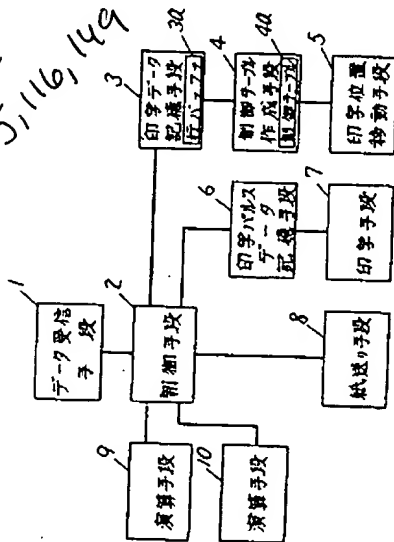 5,116,149
1
データ受信
手段
2
制御手段
3
3a
印字データ
記憶手段
行バッファ
4
4a
制御テーブル
作成手段
制御テーブル
5
印字位置
移動手段
6
印字パルス
データ
記憶手段
7
印字手段
8
紙送り手段
9
演算手段
10
演算手段